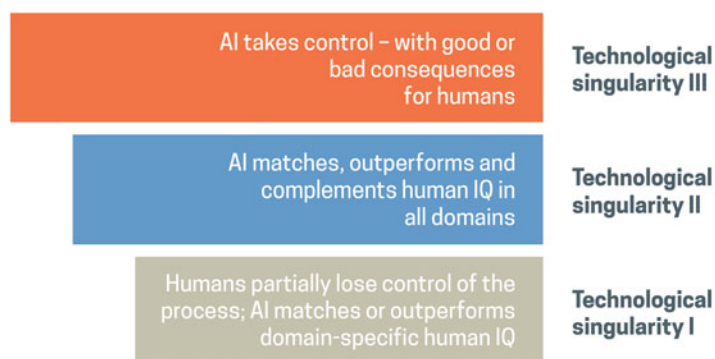 AI takes control – with good or
bad consequences
for humans
Technological
singularity III
AI matches, outperforms and
complements human IQ in
all domains
Technological
singularity II
Humans partially lose control of the
process; AI matches or outperforms
domain-specific human IQ
Technological
singularity I